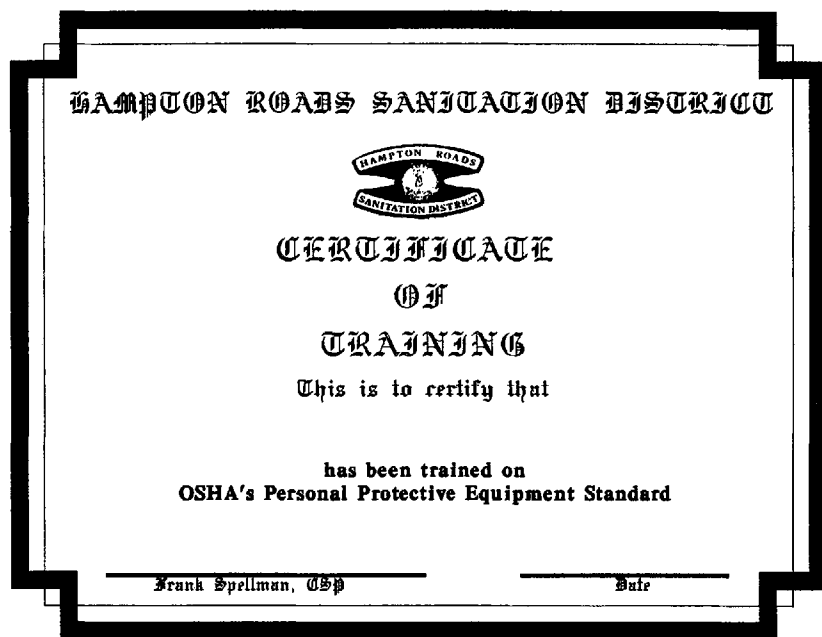 HAMPTON ROADS SANITATION DISTRICT
HAMPTON ROADS
SANITATION DISTRICT
CERTIFICATE
OF
TRAINING
This is to certify that
has been trained on
OSHA's Personal Protective Equipment Standard
Frank Spellman, CSP
Date